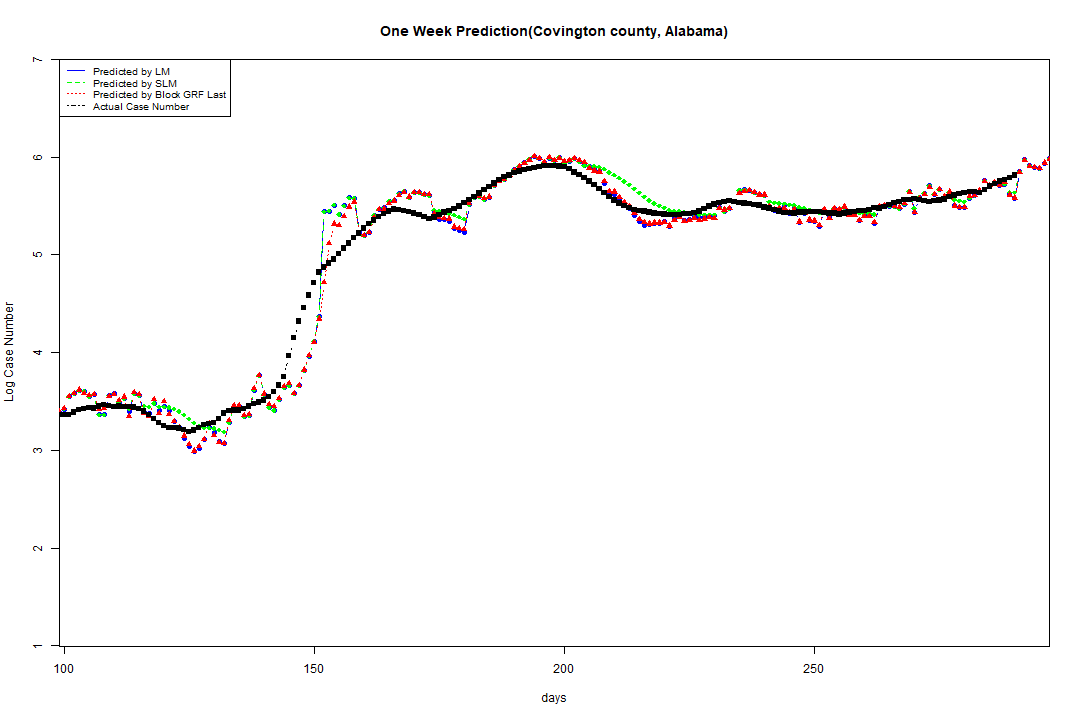 One Week Prediction(Covington county, Alabama)
Predicted by LM
Predicted by SLM
Predicted by Block GRF Last
Actual Case Number
7
6
5
4
3
2
1
Log Case Number
100 150 200 250
days